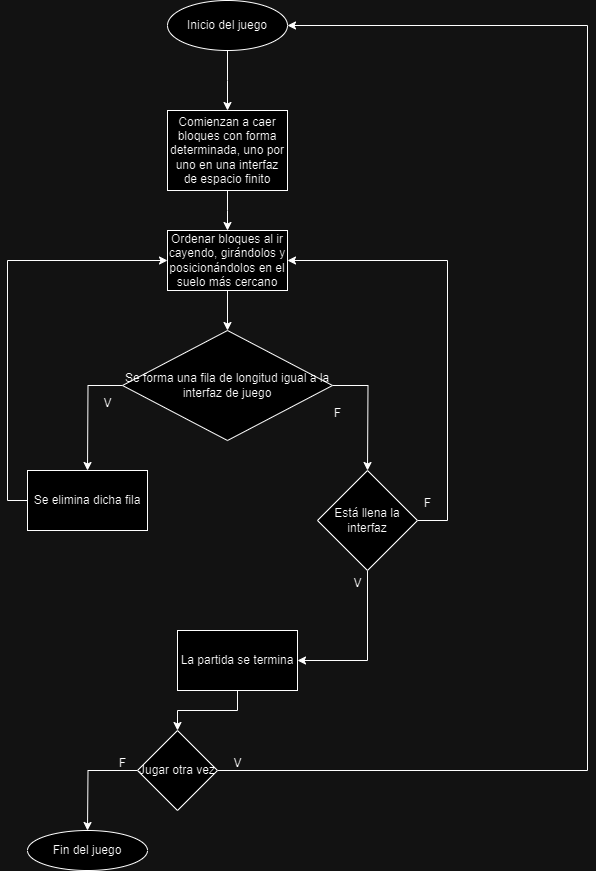 Inicio del juego
Comienzan a caer
bloques con forma
determinada, uno por
uno en una interfaz
de espacio finito
Ordenar bloques al ir
cayendo, girándolos y
posicionándolos en el
suelo más cercano
Se forma una fila de longitud igual a la
interfaz de juego
V
F
Se elimina dicha fila
Está llena la
interfaz
F
V
La partida se termina
Jugar otra vez
F
V
Fin del juego